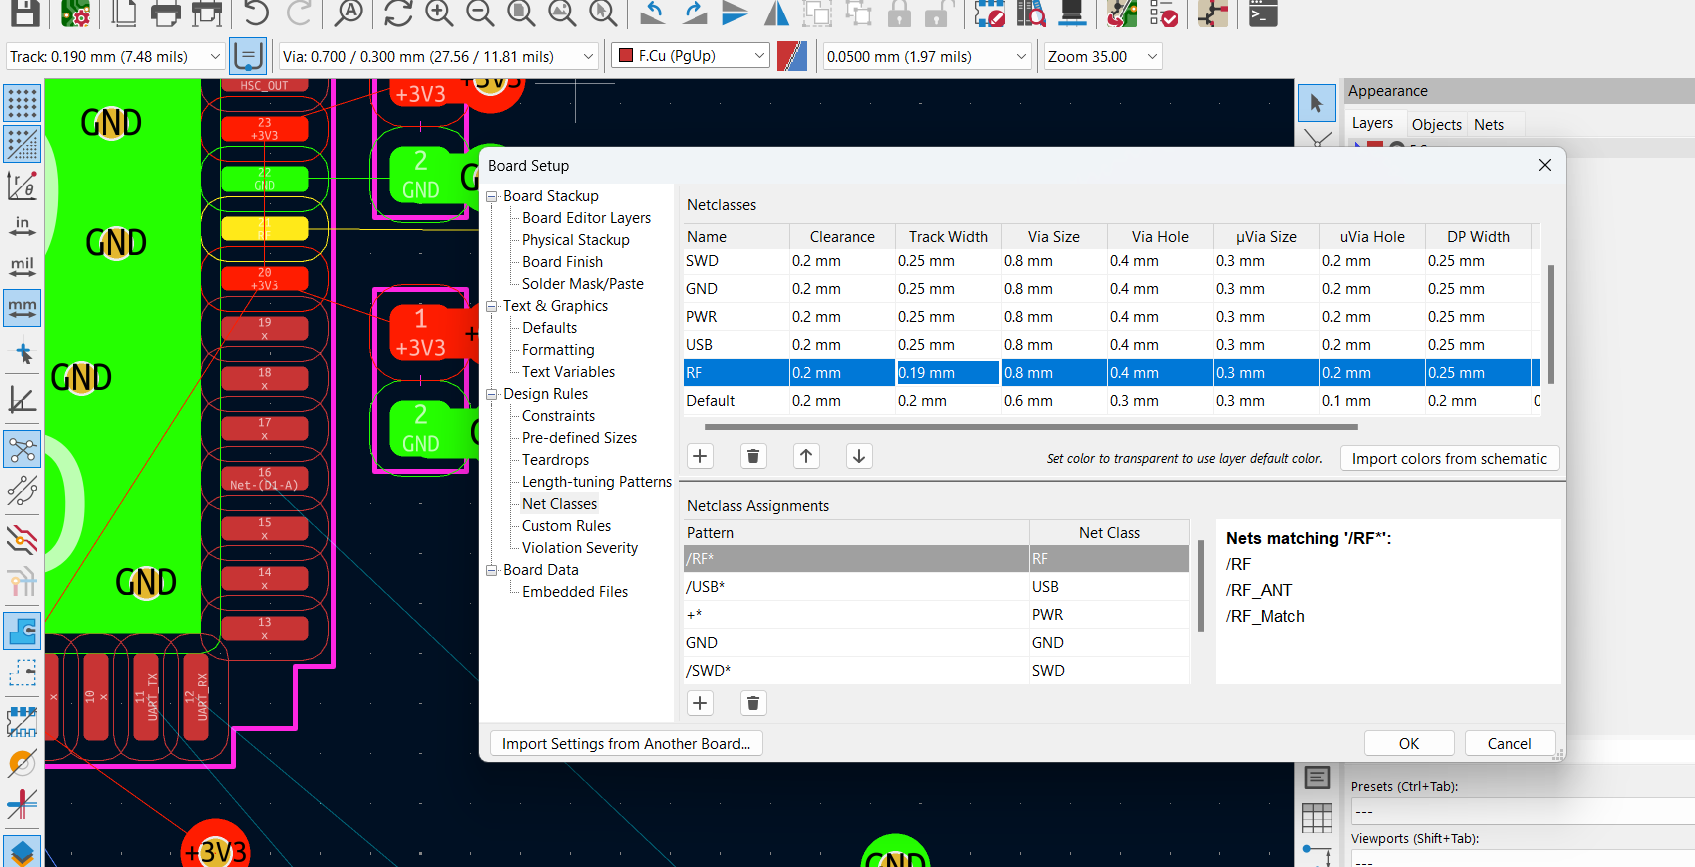 Track: 0.190 mm (7.48 mils)
Via: 0.700 / 0.300 mm (27.56 / 11.81 mils)
F.Cu (PgUp)
0.0500 mm (1.97 mils)
Zoom 35.00
in
mil
mm
GND
GND
GND
GND
HSC_OUT
23
+3V3
22
GND
21
RF
20
+3V3
19
x
18
x
17
x
16
Net-(D1-A)
15
x
14
x
13
x
10
x
11
UART_TX
12
UART_RX
+3V3
+3V3
2
GND
1
+3V3
2
GND
+3V3
GND
Appearance
Layers
Objects
Nets
Board Setup
Board Stackup
Board Editor Layers
Physical Stackup
Board Finish
Solder Mask/Paste
Text & Graphics
Defaults
Formatting
Text Variables
Design Rules
Constraints
Pre-defined Sizes
Teardrops
Length-tuning Patterns
Net Classes
Custom Rules
Violation Severity
Board Data
Embedded Files
Netclasses
Name Clearance Track Width Via Size Via Hole µVia Size uVia Hole DP Width
SWD 0.2 mm 0.25 mm 0.8 mm 0.4 mm 0.3 mm 0.2 mm 0.25 mm
GND 0.2 mm 0.25 mm 0.8 mm 0.4 mm 0.3 mm 0.2 mm 0.25 mm
PWR 0.2 mm 0.25 mm 0.8 mm 0.4 mm 0.3 mm 0.2 mm 0.25 mm
USB 0.2 mm 0.25 mm 0.8 mm 0.4 mm 0.3 mm 0.2 mm 0.25 mm
RF 0.2 mm 0.19 mm 0.8 mm 0.4 mm 0.3 mm 0.2 mm 0.25 mm
Default 0.2 mm 0.2 mm 0.6 mm 0.3 mm 0.3 mm 0.1 mm 0.2 mm
Set color to transparent to use layer default color.
Import colors from schematic
Netclass Assignments
Pattern Net Class
/RF* RF
/USB* USB
+* PWR
GND GND
/SWD* SWD
Nets matching '/RF*':
/RF
/RF_ANT
/RF_Match
Import Settings from Another Board...
OK
Cancel
Presets (Ctrl+Tab):
---
Viewports (Shift+Tab):
---